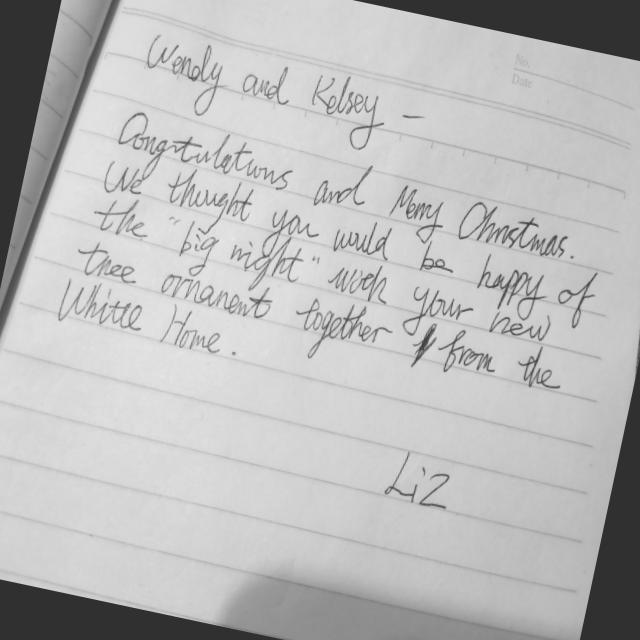 No.
Date
Wendy and Kelsey –
Congratulations and Merry Christmas.
We thought you would be happy of
the "big night" with your new
tree ornanent together from the
White Home.
Liz